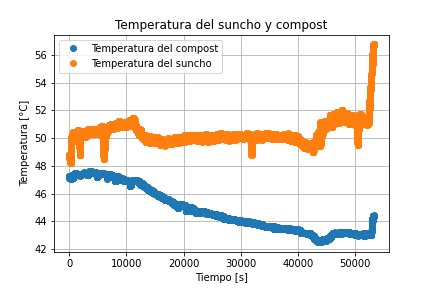 Temperatura del suncho y compost
Temperatura del compost
Temperatura del suncho
Temperatura [°C]
56
54
52
50
48
46
44
42
0 10000 20000 30000 40000 50000
Tiempo [s]